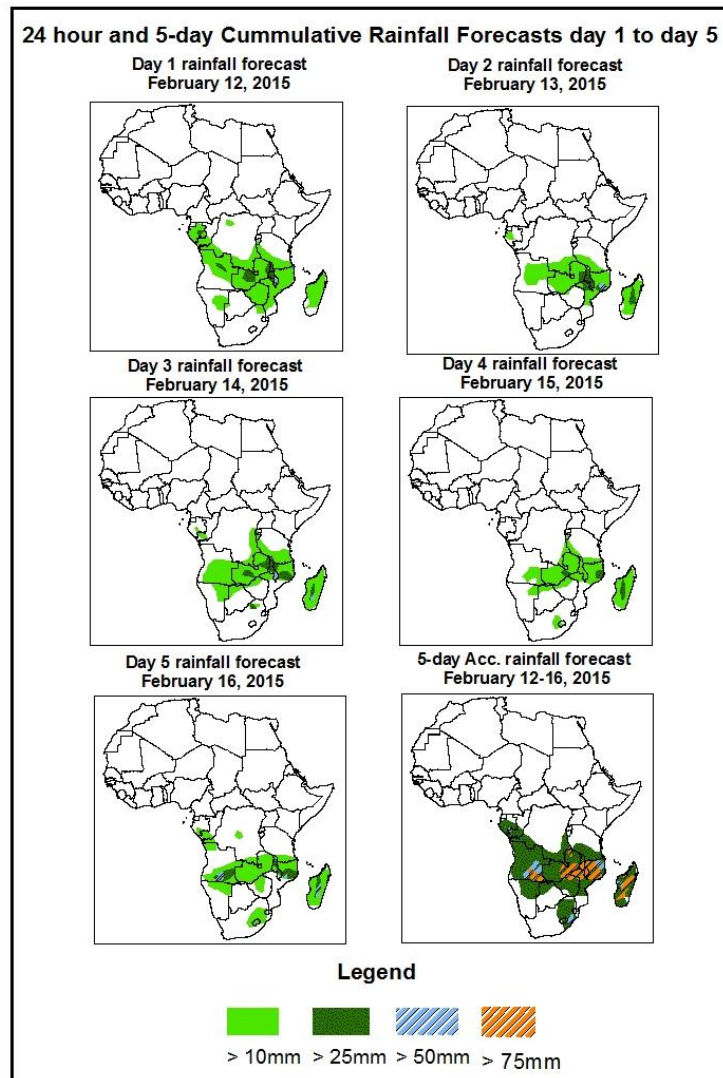 24 hour and 5-day Cummulative Rainfall Forecasts day 1 to day 5
Day 1 rainfall forecast
February 12, 2015
Day 2 rainfall forecast
February 13, 2015
Day 3 rainfall forecast
February 14, 2015
Day 4 rainfall forecast
February 15, 2015
Day 5 rainfall forecast
February 16, 2015
5-day Acc. rainfall forecast
February 12-16, 2015
Legend
> 10mm > 25mm > 50mm > 75mm